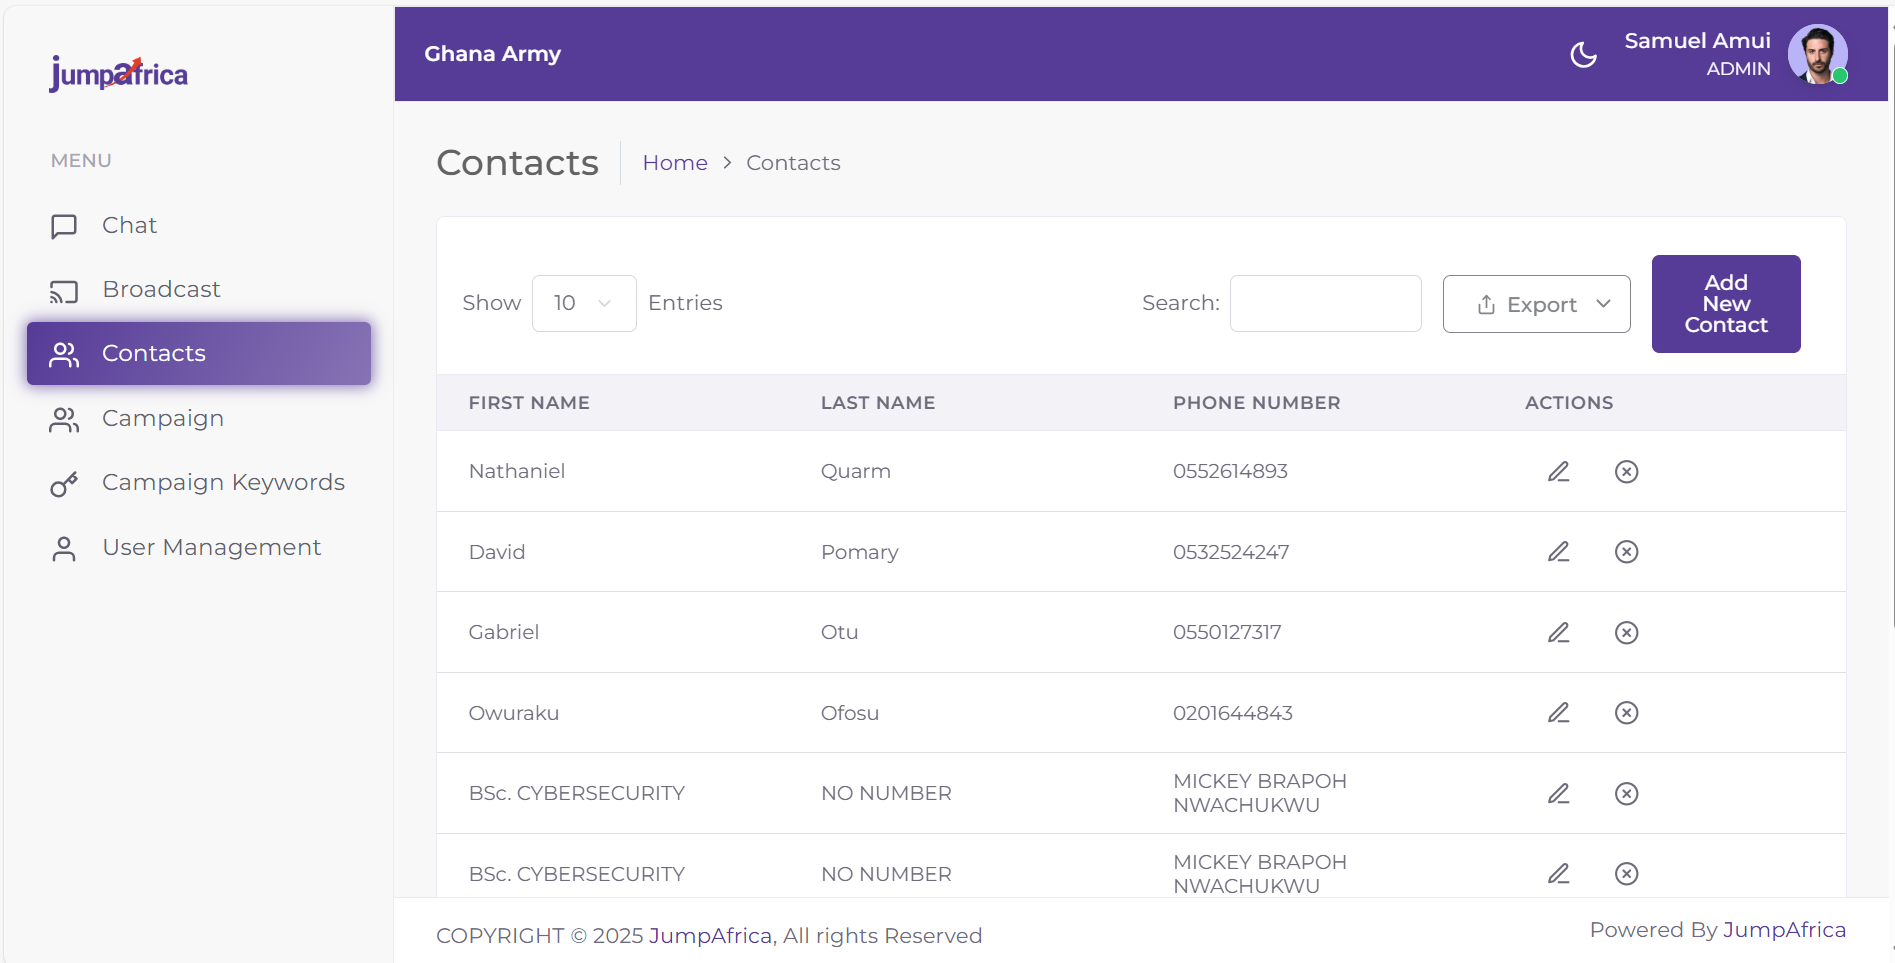 jumpafrica
Ghana Army
Samuel Amui
ADMIN
MENU
Chat
Broadcast
Contacts
Campaign
Campaign Keywords
User Management
Contacts
Home > Contacts
Show 10 Entries
Search:
Export
Add
New
Contact
FIRST NAME LAST NAME PHONE NUMBER ACTIONS
Nathaniel Quarm 0552614893
David Pomary 0532524247
Gabriel Otu 0550127317
Owuraku Ofosu 0201644843
BSc. CYBERSECURITY NO NUMBER MICKEY BRAPOH
NWACHUKWU
BSc. CYBERSECURITY NO NUMBER MICKEY BRAPOH
NWACHUKWU
COPYRIGHT © 2025 JumpAfrica, All rights Reserved
Powered By JumpAfrica